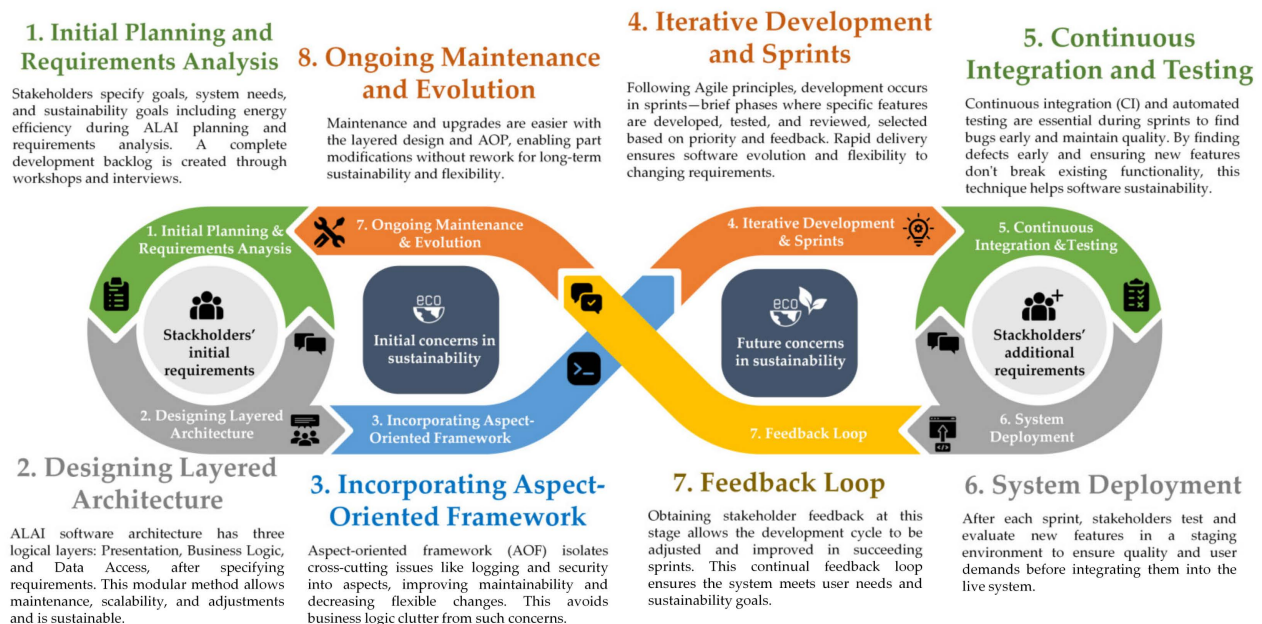 1. Initial Planning and
Requirements Analysis
Stakeholders specify goals, system needs,
and sustainability goals including energy
efficiency during ALAI planning and
requirements analysis. A complete
development backlog is created through
workshops and interviews.
8. Ongoing Maintenance
and Evolution
Maintenance and upgrades are easier with
the layered design and AOP, enabling part
modifications without rework for long-term
sustainability and flexibility.
4. Iterative Development
and Sprints
Following Agile principles, development occurs
in sprints—brief phases where specific features
are developed, tested, and reviewed, selected
based on priority and feedback. Rapid delivery
ensures software evolution and flexibility to
changing requirements.
5. Continuous
Integration and Testing
Continuous integration (CI) and automated
testing are essential during sprints to find
bugs early and maintain quality. By finding
defects early and ensuring new features
don't break existing functionality, this
technique helps software sustainability.
1. Initial Planning &
Requirements Anaysis
7. Ongoing Maintenance
& Evolution
4. Iterative Development
& Sprints
5. Continuous
Integration &Testing
Stackholders'
initial
requirements
eco
Initial concerns in
sustainability
eco
Future concerns
in sustainability
Stackholders'
additional
requirements
2. Designing Layered
Architecture
3. Incorporating Aspect-
Oriented Framework
7. Feedback Loop
6. System
Deployment
2. Designing Layered
Architecture
ALAI software architecture has three
logical layers: Presentation, Business Logic,
and Data Access, after specifying
requirements. This modular method allows
maintenance, scalability, and adjustments
and is sustainable.
3. Incorporating Aspect-
Oriented Framework
Aspect-oriented framework (AOF) isolates
cross-cutting issues like logging and security
into aspects, improving maintainability and
decreasing flexible changes. This avoids
business logic clutter from such concerns.
7. Feedback Loop
Obtaining stakeholder feedback at this
stage allows the development cycle to be
adjusted and improved in succeeding
sprints. This continual feedback loop
ensures the system meets user needs and
sustainability goals.
6. System Deployment
After each sprint, stakeholders test and
evaluate new features in a staging
environment to ensure quality and user
demands before integrating them into the
live system.